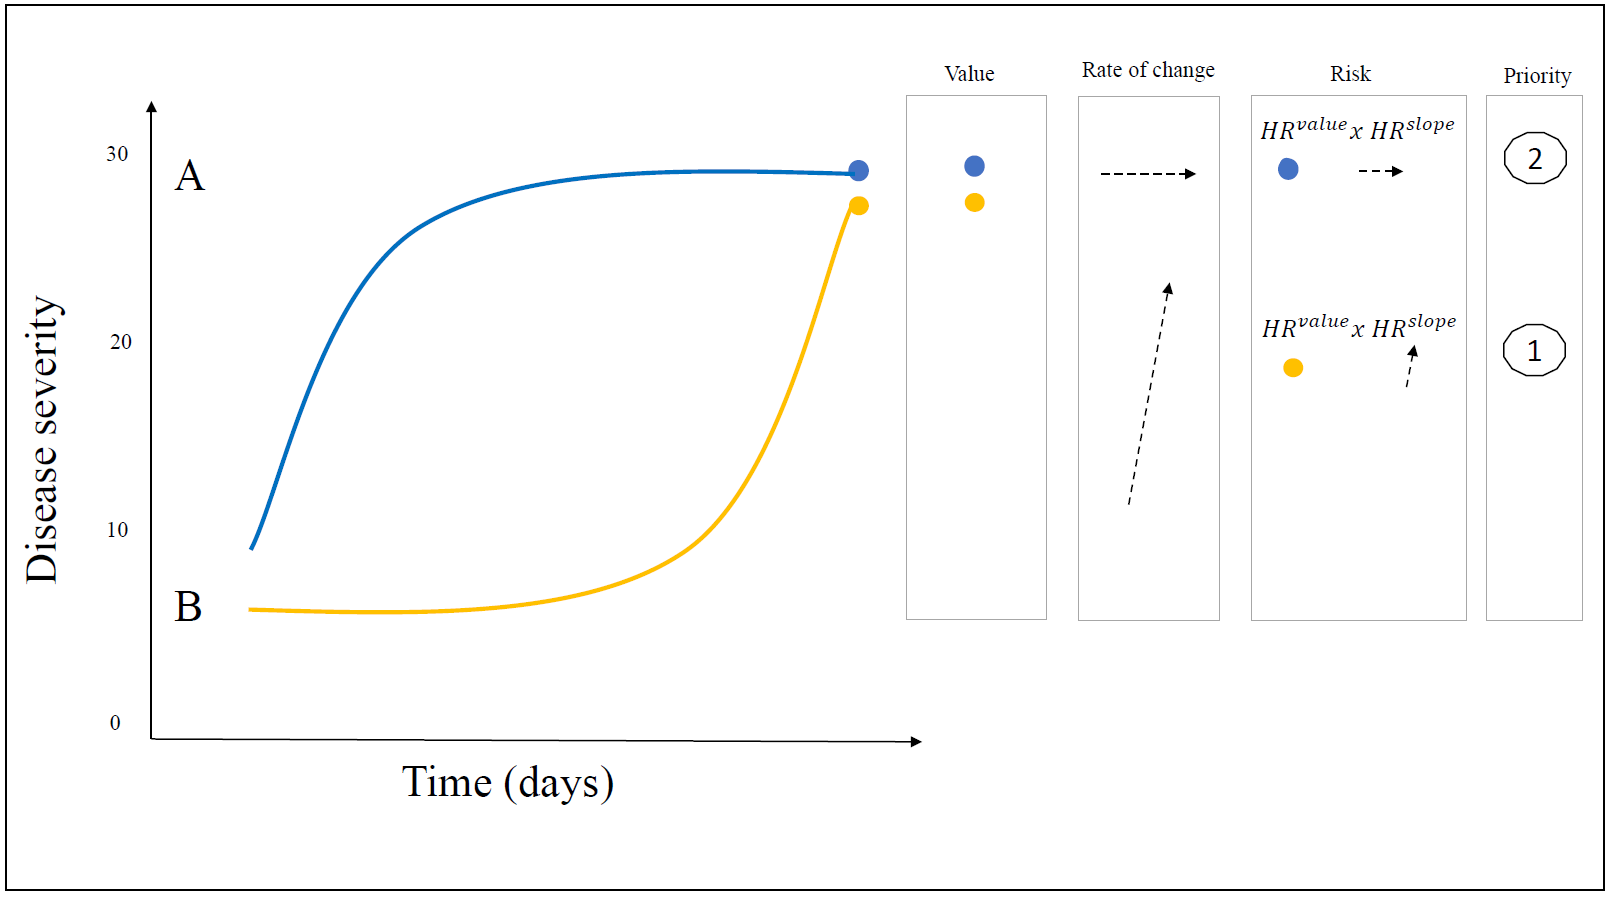 Value
Rate of change
Risk
Priority
30
A
20
10
B
0
Disease severity
Time (days)
HR^value x HR^slope
2
HR^value x HR^slope
1